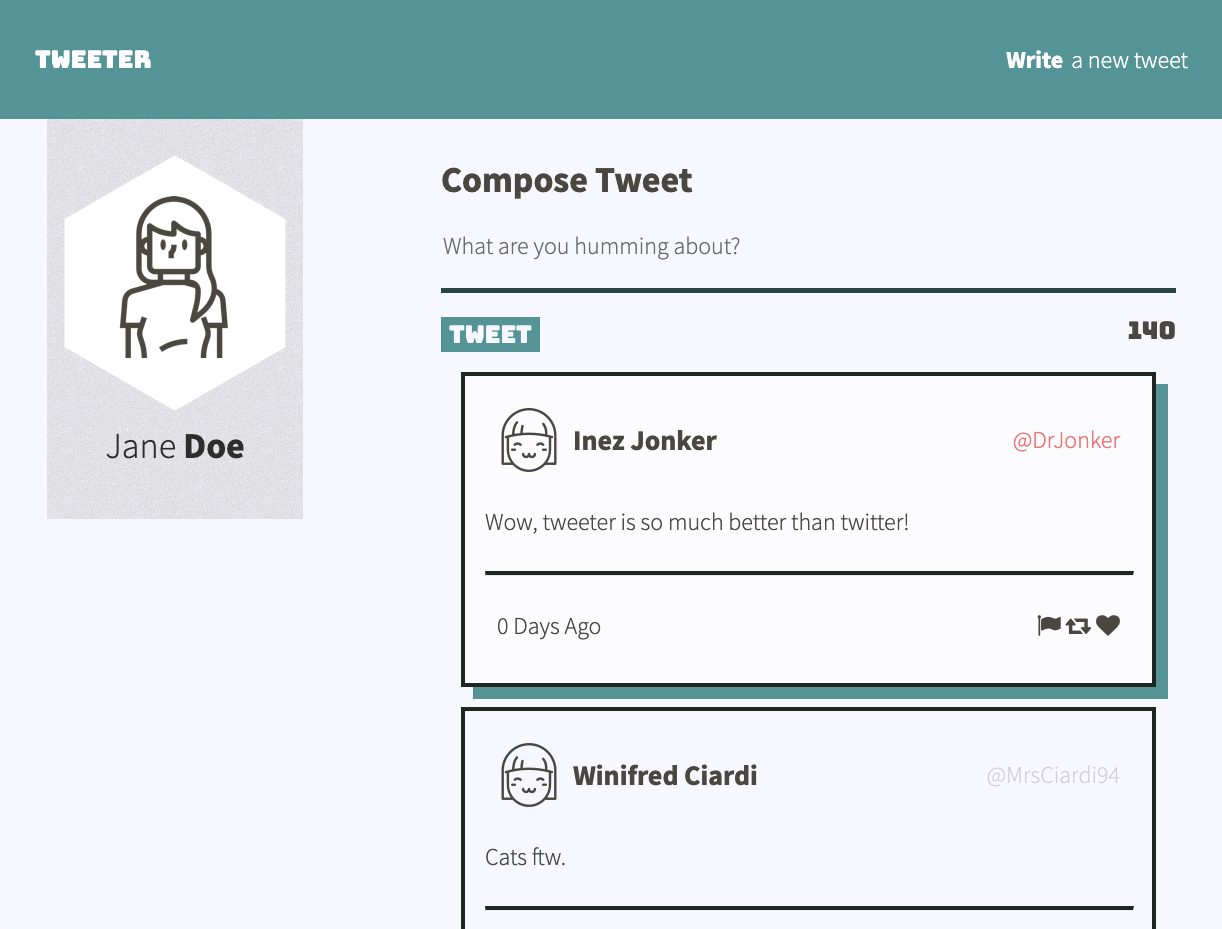 TWEETER
Write a new tweet
Jane Doe
Compose Tweet
What are you humming about?
TWEET
140
Inez Jonker
@DrJonker
Wow, tweeter is so much better than twitter!
0 Days Ago
Winifred Ciardi
@MrsCiardi94
Cats ftw.